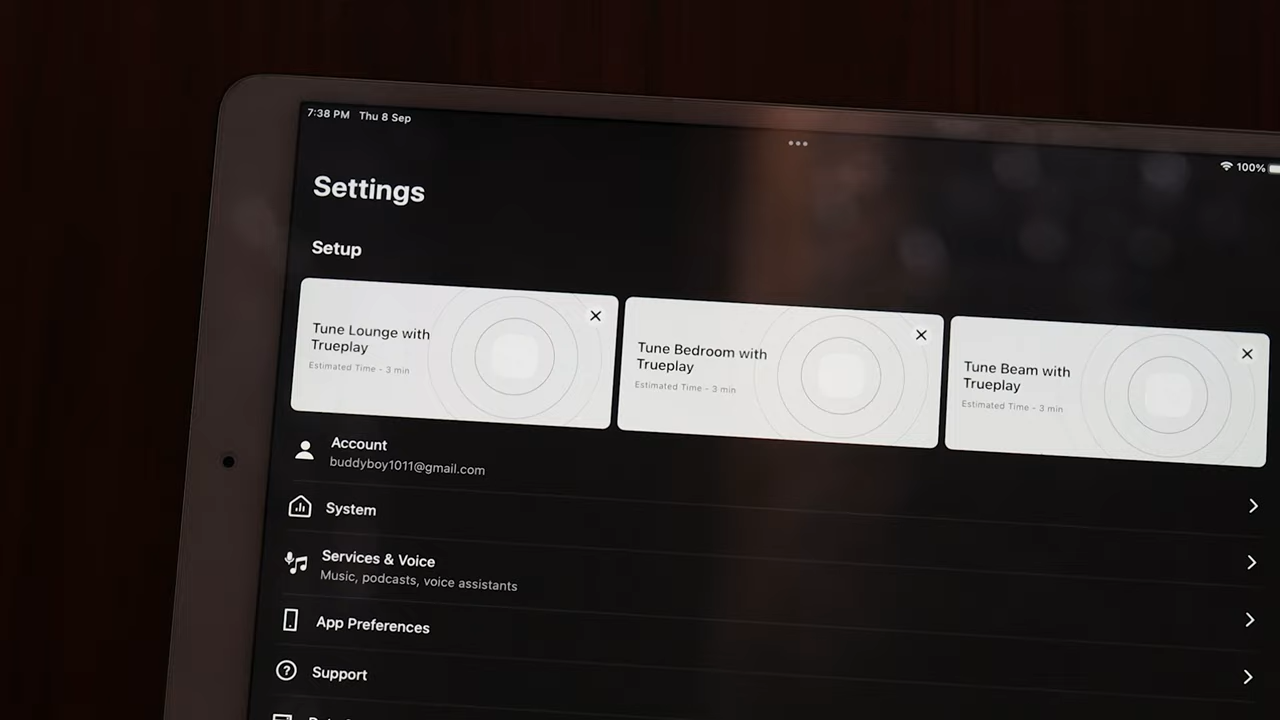 7:38 PM Thu 8 Sep
100%
Settings
Setup
Tune Lounge with
Trueplay
Estimated Time - 3 min
Tune Bedroom with
Trueplay
Estimated Time - 3 min
Tune Beam with
Trueplay
Estimated Time - 3 min
Account
buddyboy1011@gmail.com
System
Services & Voice
Music, podcasts, voice assistants
App Preferences
Support